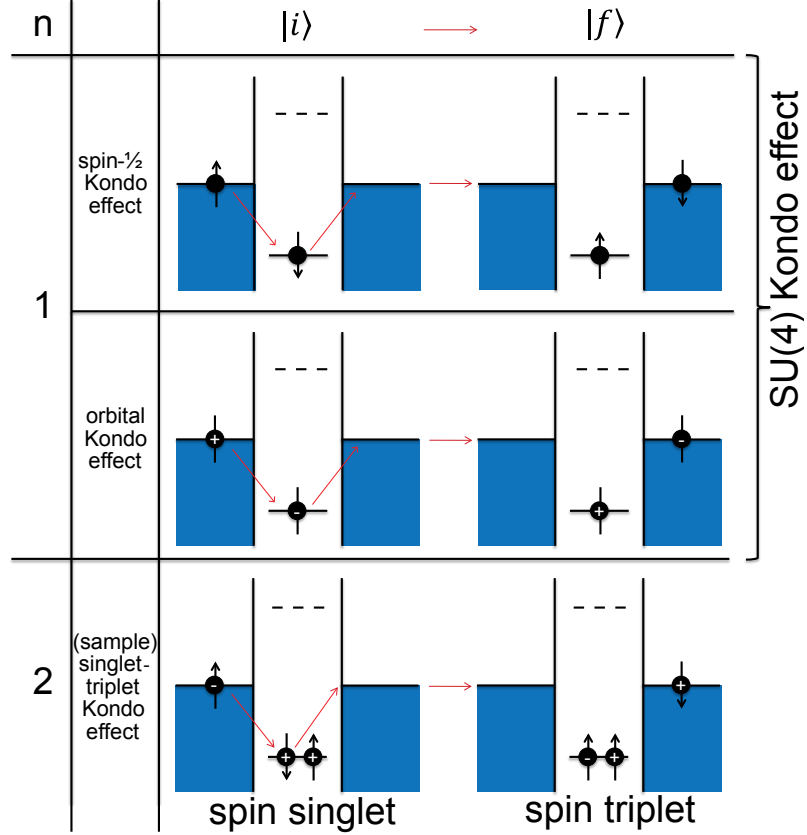 n
|i⟩
|f⟩
1
spin-½
Kondo
effect
orbital
Kondo
effect
+
-
+
-
SU(4) Kondo effect
2
(sample)
singlet-
triplet
Kondo
effect
-
+ +
- +
+
spin singlet
spin triplet